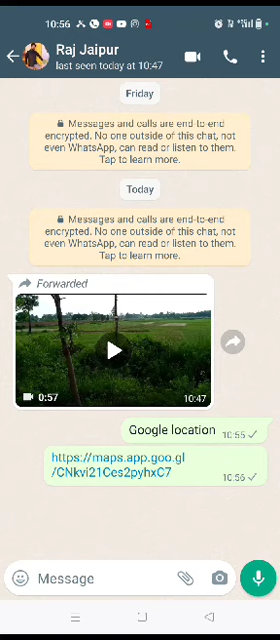 10:56
Raj Jaipur
last seen today at 10:47
Friday
Messages and calls are end-to-end
encrypted. No one outside of this chat, not
even WhatsApp, can read or listen to them.
Tap to learn more.
Today
Messages and calls are end-to-end
encrypted. No one outside of this chat, not
even WhatsApp, can read or listen to them.
Tap to learn more.
Forwarded
0:57 10:47
Google location 10:55
https://maps.app.goo.gl
/CNkvi21Ces2pyhxC7
10:56
Message